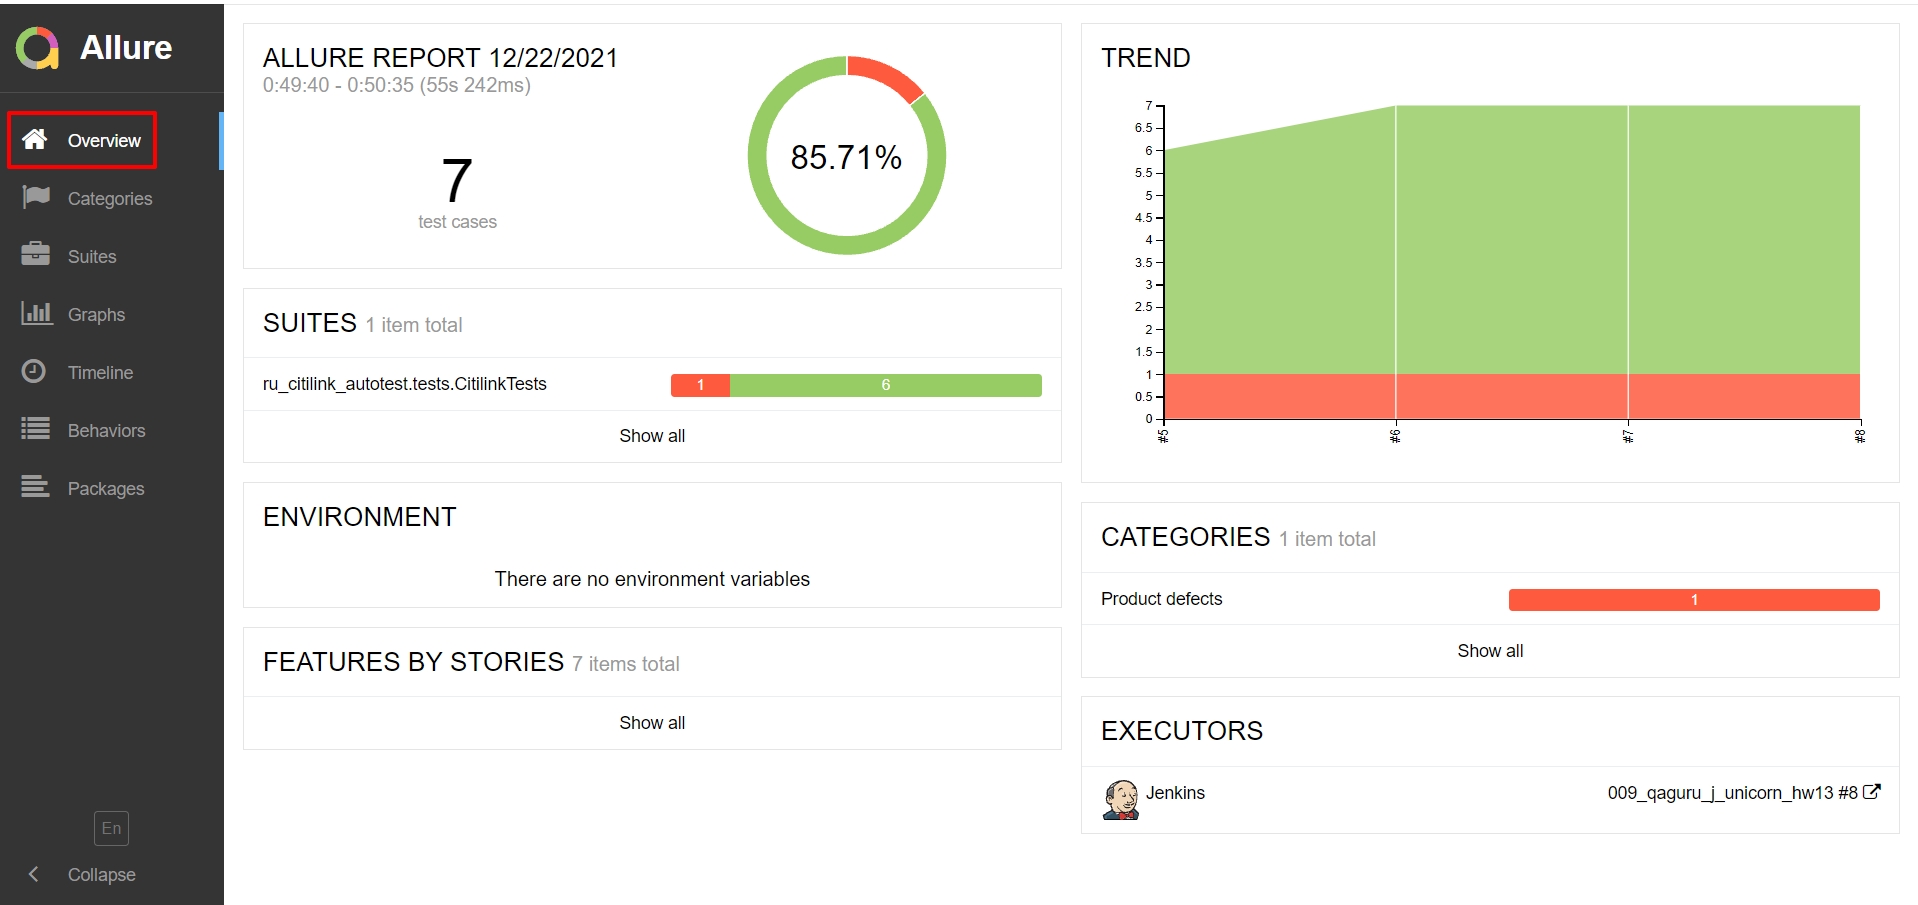 Allure
Overview
Categories
Suites
Graphs
Timeline
Behaviors
Packages
En
Collapse
ALLURE REPORT 12/22/2021
0:49:40 - 0:50:35 (55s 242ms)
7
test cases
85.71%
SUITES 1 item total
ru_citilink_autotest.tests.CitilinkTests 1 6
Show all
ENVIRONMENT
There are no environment variables
FEATURES BY STORIES 7 items total
Show all
TREND
7
6.5
6
5.5
5
4.5
4
3.5
3
2.5
2
1.5
1
0.5
0
#5 #6 #7 #8
CATEGORIES 1 item total
Product defects 1
Show all
EXECUTORS
Jenkins 009_qaguru_j_unicorn_hw13 #8